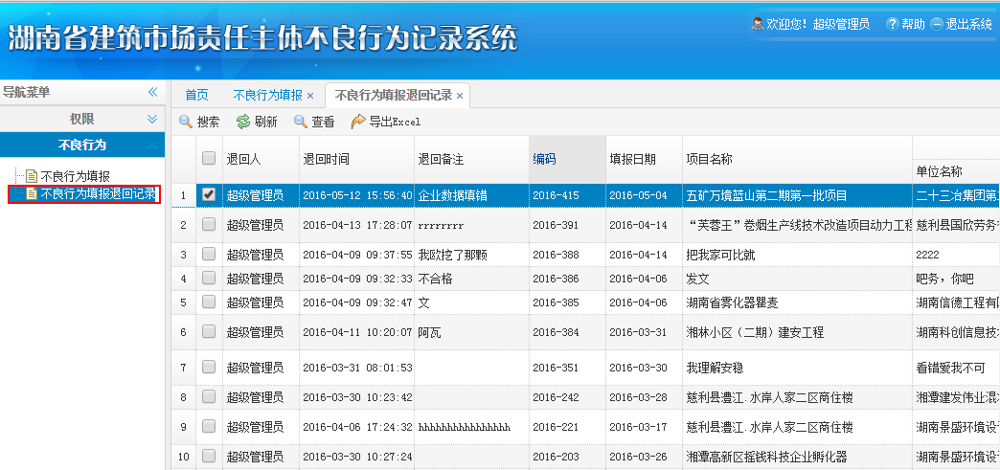 湖南省建筑市场责任主体不良行为记录系统
欢迎您！超级管理员 帮助 退出系统
导航菜单
权限
不良行为
不良行为填报
不良行为填报退回记录
首页 不良行为填报 × 不良行为填报退回记录 ×
搜索 刷新 查看 导出Excel
退回人 退回时间 退回备注 编码 填报日期 项目名称 单位名称
1 超级管理员 2016-05-12 15:56:40 企业数据填错 2016-415 2016-05-04 五矿万境蓝山第二期第一批项目 二十三冶集团第二
2 超级管理员 2016-04-13 17:28:07 rrrrrrrr 2016-391 2016-04-14 “芙蓉王”卷烟生产线技术改造项目动力工程 慈利县国欣劳务有
3 超级管理员 2016-04-09 09:37:55 我欧挖了那颗 2016-388 2016-04-14 把我家可比就 2222
4 超级管理员 2016-04-09 09:32:33 不合格 2016-386 2016-04-06 发文 吧务，你吧
5 超级管理员 2016-04-09 09:32:47 文 2016-385 2016-04-06 湖南省雾化器瞿麦 湖南信德工程有
6 超级管理员 2016-04-11 10:20:07 阿瓦 2016-384 2016-03-31 湘林小区（二期）建安工程 湖南科创信息技
7 超级管理员 2016-03-31 08:01:53 2016-351 2016-03-30 我理解安稳 看错爱我不可
8 超级管理员 2016-03-30 10:23:42 2016-242 2016-03-28 慈利县澧江.水岸人家二区商住楼 湘潭建发伟业混
9 超级管理员 2016-04-06 17:24:32 hhhhhhhhhhhhhhhh 2016-221 2016-03-17 慈利县澧江.水岸人家二区商住楼 湖南景盛环境设
10 超级管理员 2016-03-30 10:27:24 2016-203 2016-03-26 湘潭高新区摇钱科技企业孵化器 湖南景盛环境设